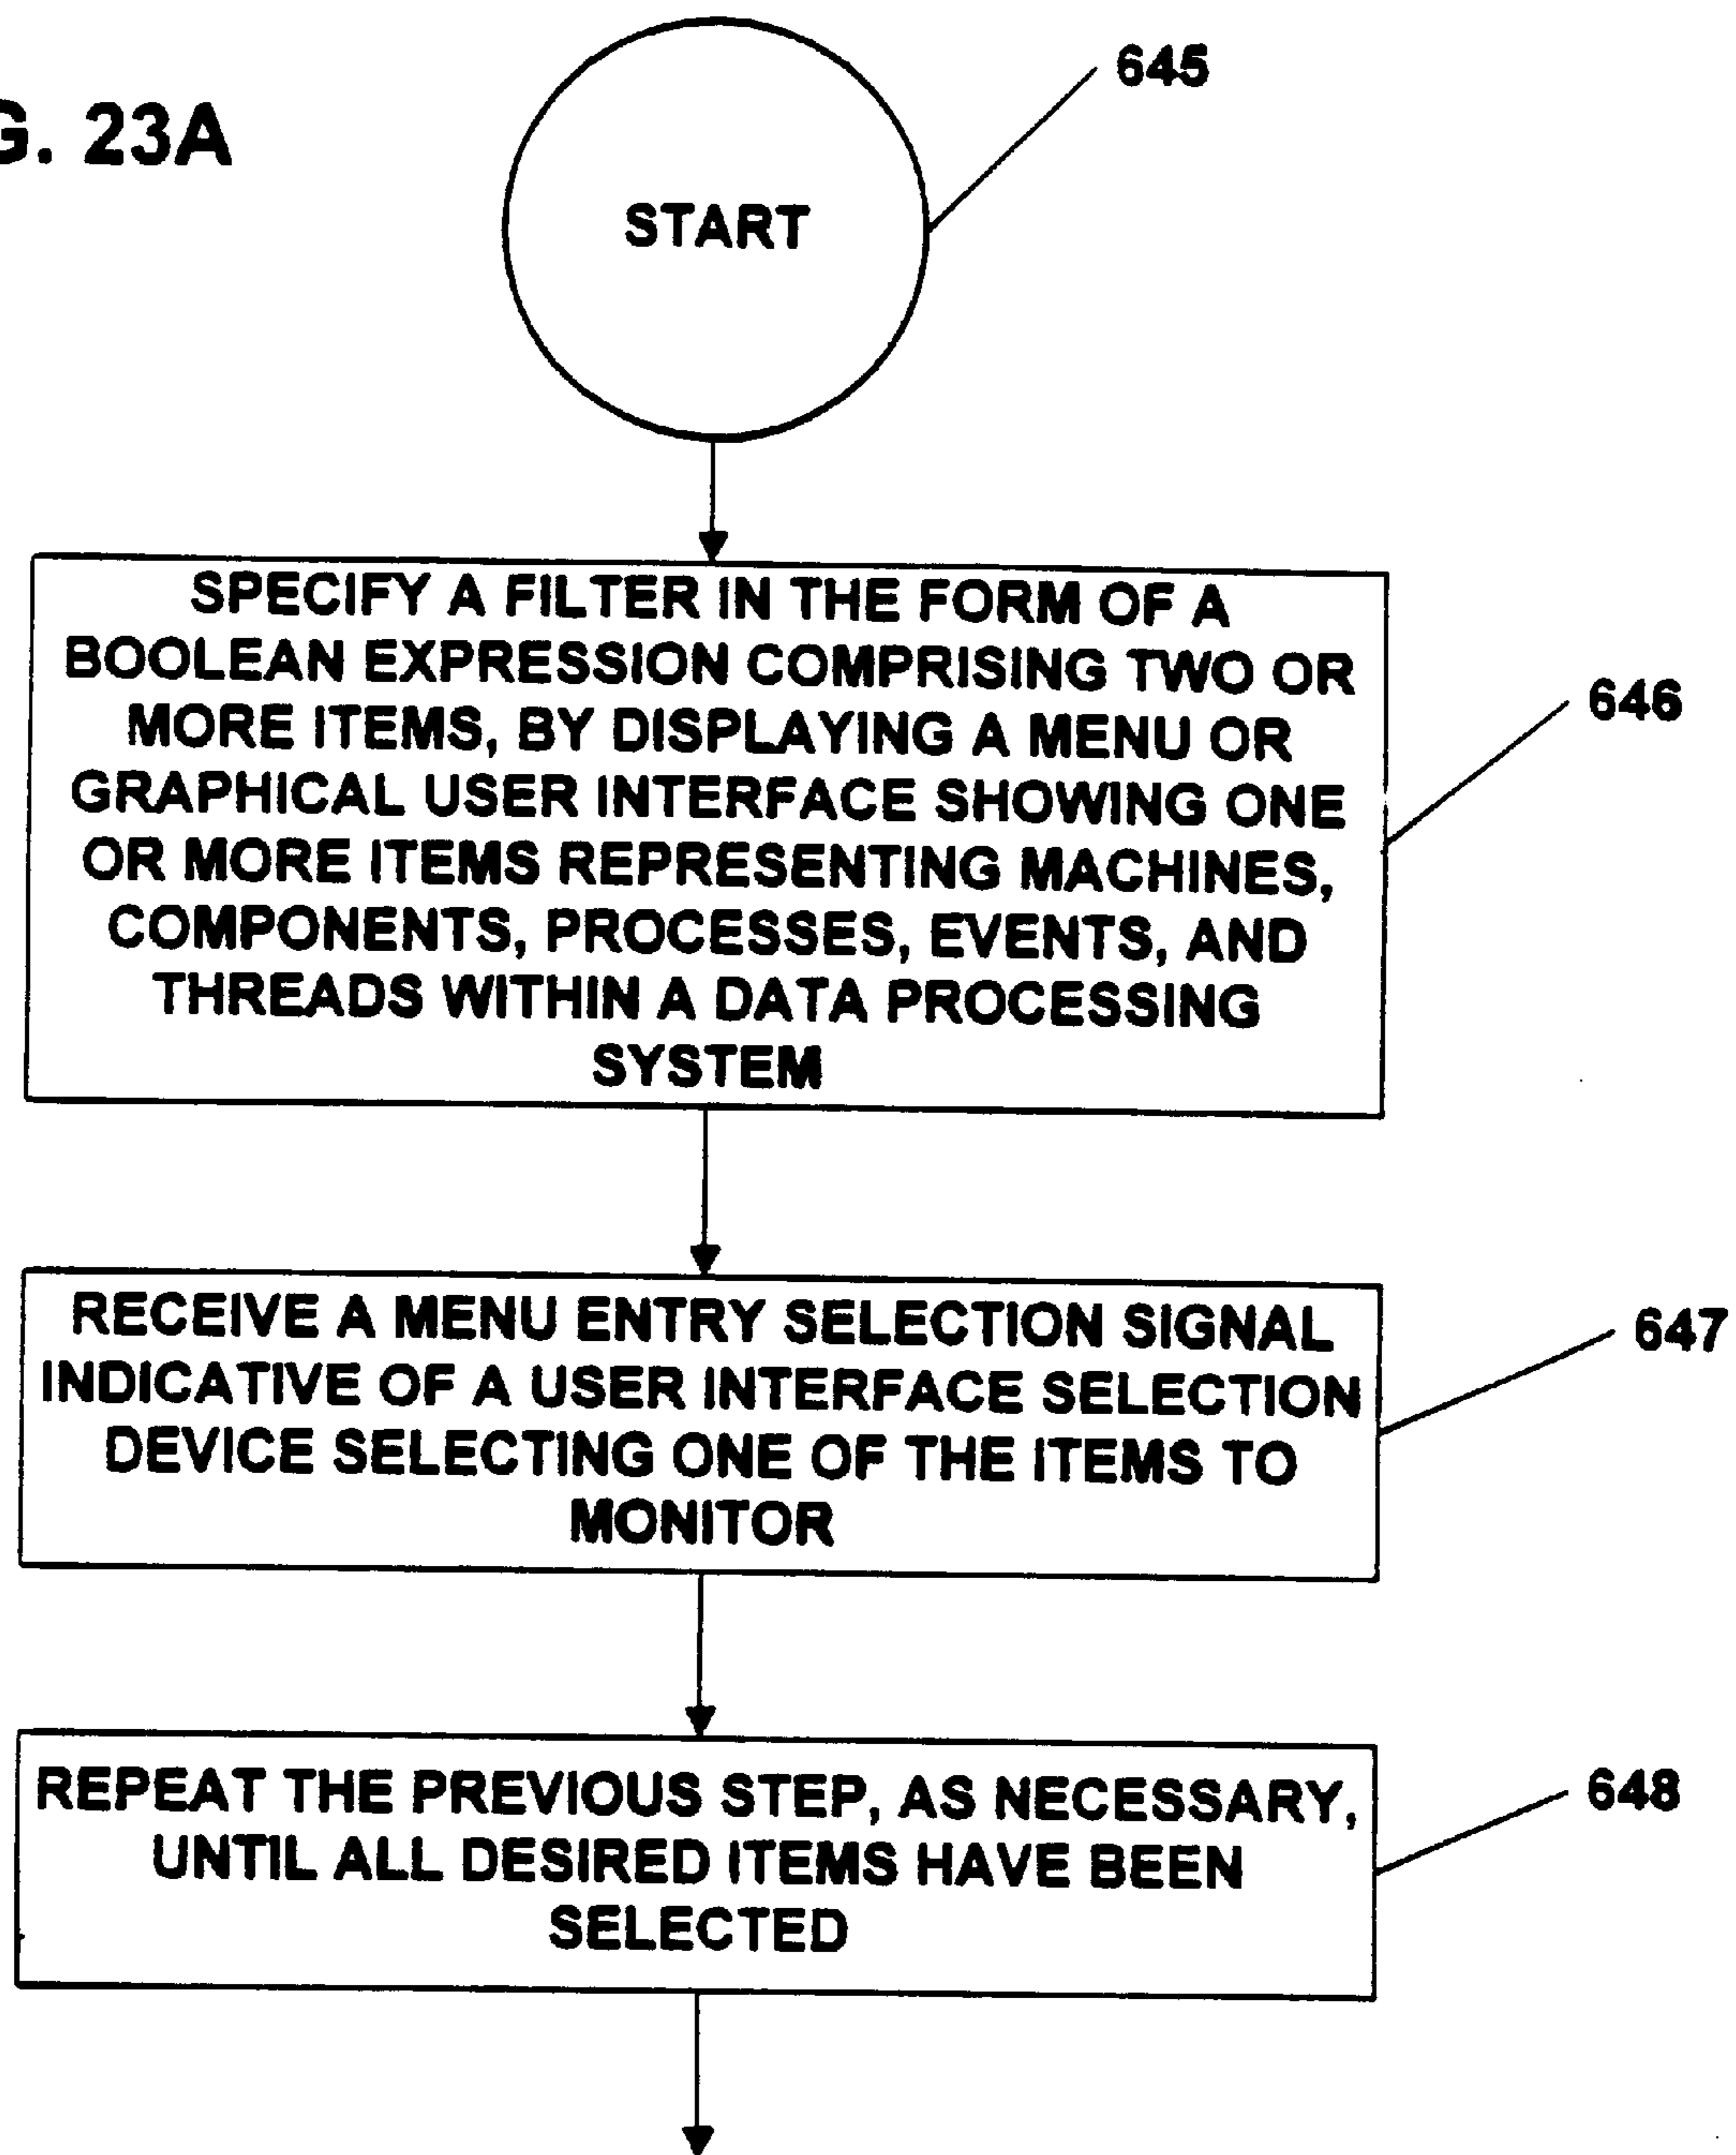 G. 23A
645
START
SPECIFY A FILTER IN THE FORM OF A
BOOLEAN EXPRESSION COMPRISING TWO OR
MORE ITEMS, BY DISPLAYING A MENU OR
GRAPHICAL USER INTERFACE SHOWING ONE
OR MORE ITEMS REPRESENTING MACHINES,
COMPONENTS, PROCESSES, EVENTS, AND
THREADS WITHIN A DATA PROCESSING
SYSTEM
646
RECEIVE A MENU ENTRY SELECTION SIGNAL
INDICATIVE OF A USER INTERFACE SELECTION
DEVICE SELECTING ONE OF THE ITEMS TO
MONITOR
647
REPEAT THE PREVIOUS STEP, AS NECESSARY,
UNTIL ALL DESIRED ITEMS HAVE BEEN
SELECTED
648